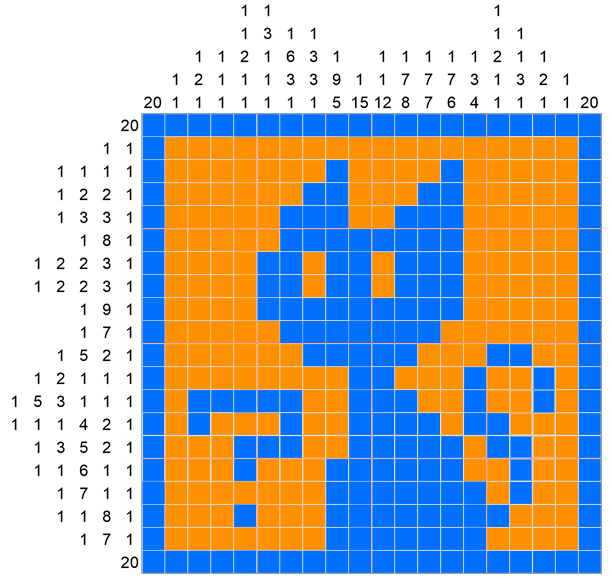 1 1 1
1 3 1 1 1 1
1 1 2 1 6 3 1 1 1 1 1 1 2 1 1
1 2 1 1 1 3 3 9 1 1 7 7 7 3 1 3 2 1
20 1 1 1 1 1 1 1 5 15 12 8 7 6 4 1 1 1 1 20
20
1 1
1 1 1 1
1 2 2 1
1 3 3 1
1 8 1
1 2 2 3 1
1 2 2 3 1
1 9 1
1 7 1
1 5 2 1
1 2 1 1 1
1 5 3 1 1 1
1 1 1 4 2 1
1 3 5 2 1
1 1 6 1 1
1 7 1 1
1 1 8 1
1 7 1
20